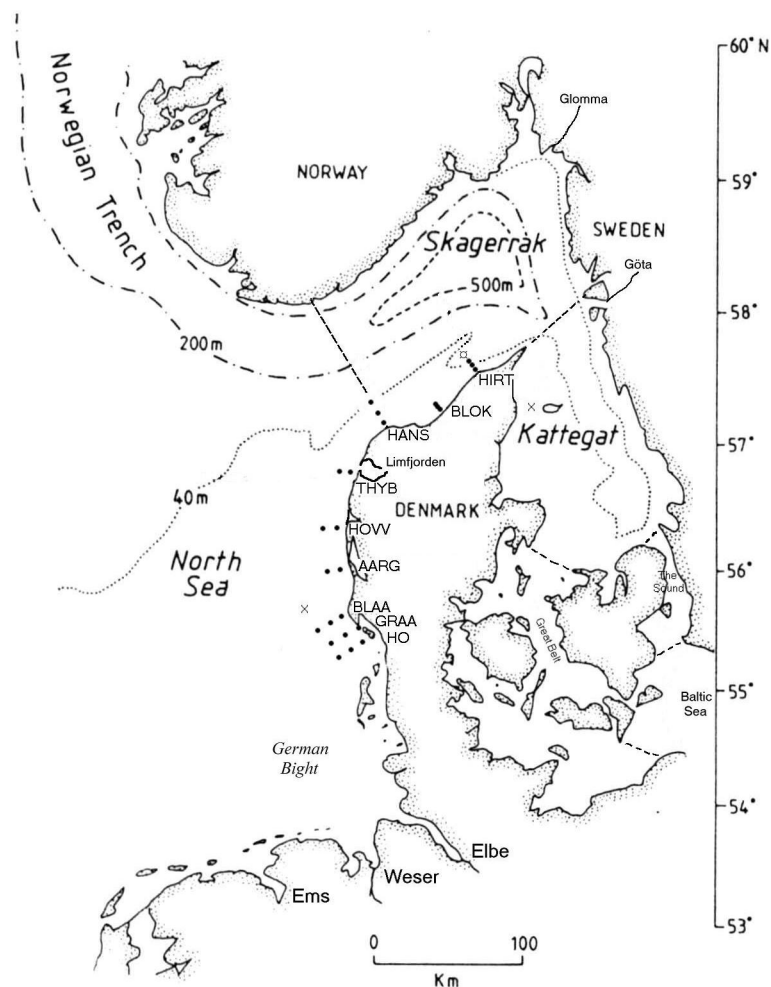 60° N
Norwegian Trench
Glomma
NORWAY
59°
SWEDEN
Skagerrak
Göta
500m
58°
200m
HIRT
BLOK
Kattegat
HANS
57°
Limfjorden
THYB
40m
DENMARK
HOVV
North
Sea
AARG
56°
The
Sound
BLAA
GRAA
HO
Great Belt
55°
Baltic
Sea
German
Bight
54°
Elbe
Weser
Ems
53°
0 100
Km